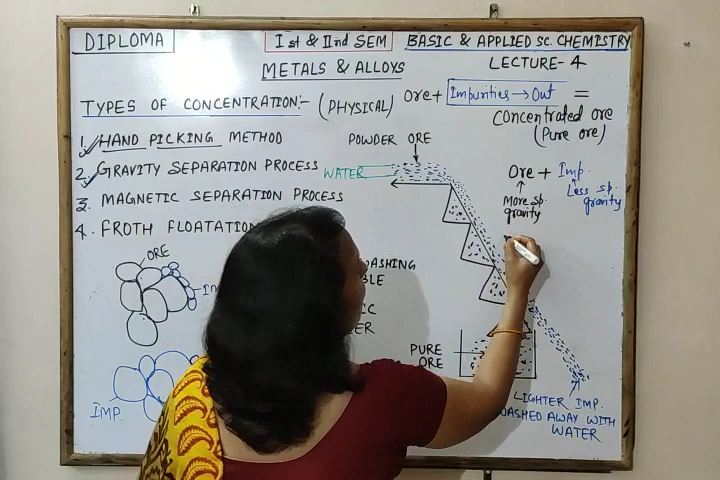 DIPLOMA
Ist & IInd SEM
BASIC & APPLIED SC. CHEMISTRY
METALS & ALLOYS
LECTURE-4
TYPES OF CONCENTRATION:- (PHYSICAL)
Ore + Impurities → Out =
Concentrated ore
(Pure ore)
1. HAND PICKING METHOD
2. GRAVITY SEPARATION PROCESS
3. MAGNETIC SEPARATION PROCESS
4. FROTH
POWDER ORE
WATER
Ore + Imp.
More sp.
gravity
Less sp.
gravity
ORE
IMP.
PURE
ORE
LIGHTER IMP.
WASHED AWAY WITH
WATER